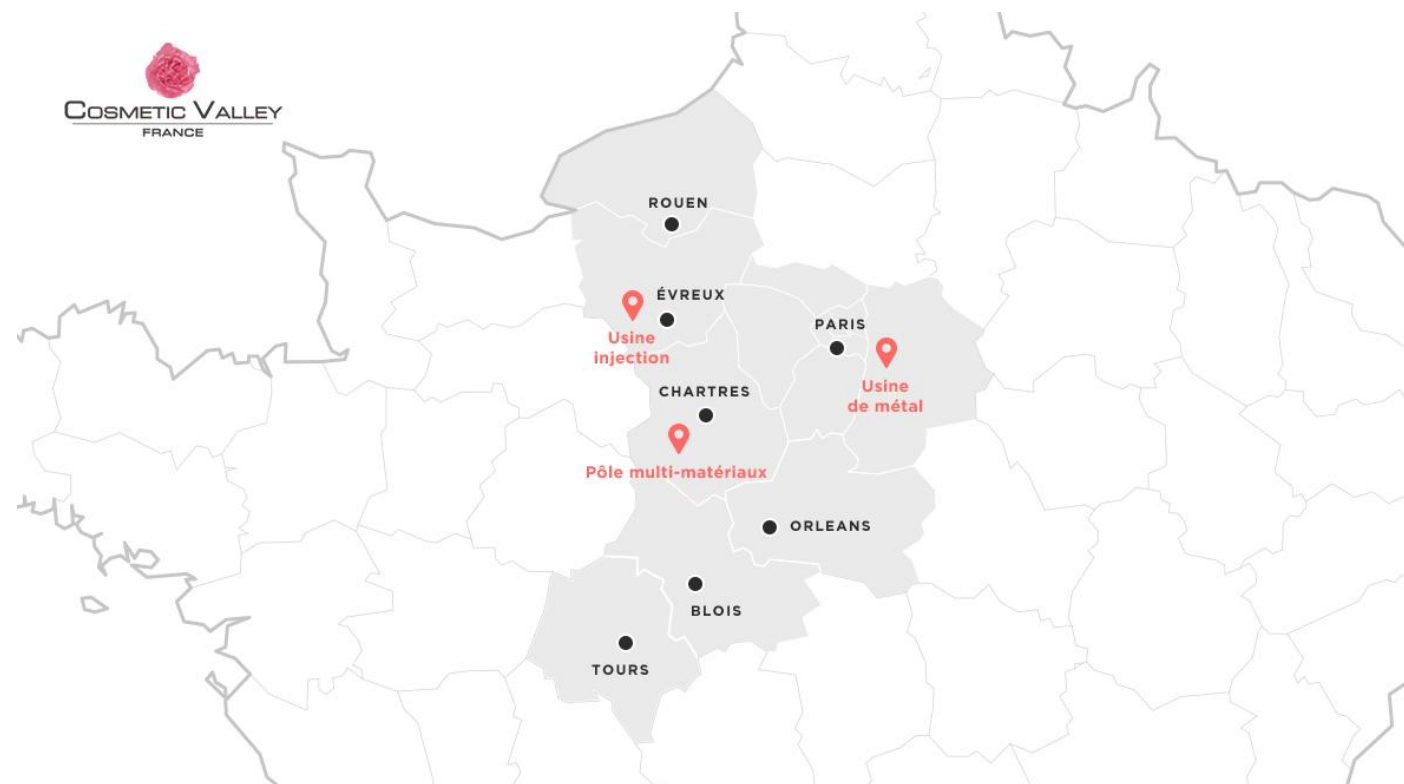 COSMETIC VALLEY
FRANCE
ROUEN
ÉVREUX
Usine
injection
PARIS
Usine
de métal
CHARTRES
Pôle multi-matériaux
ORLEANS
BLOIS
TOURS